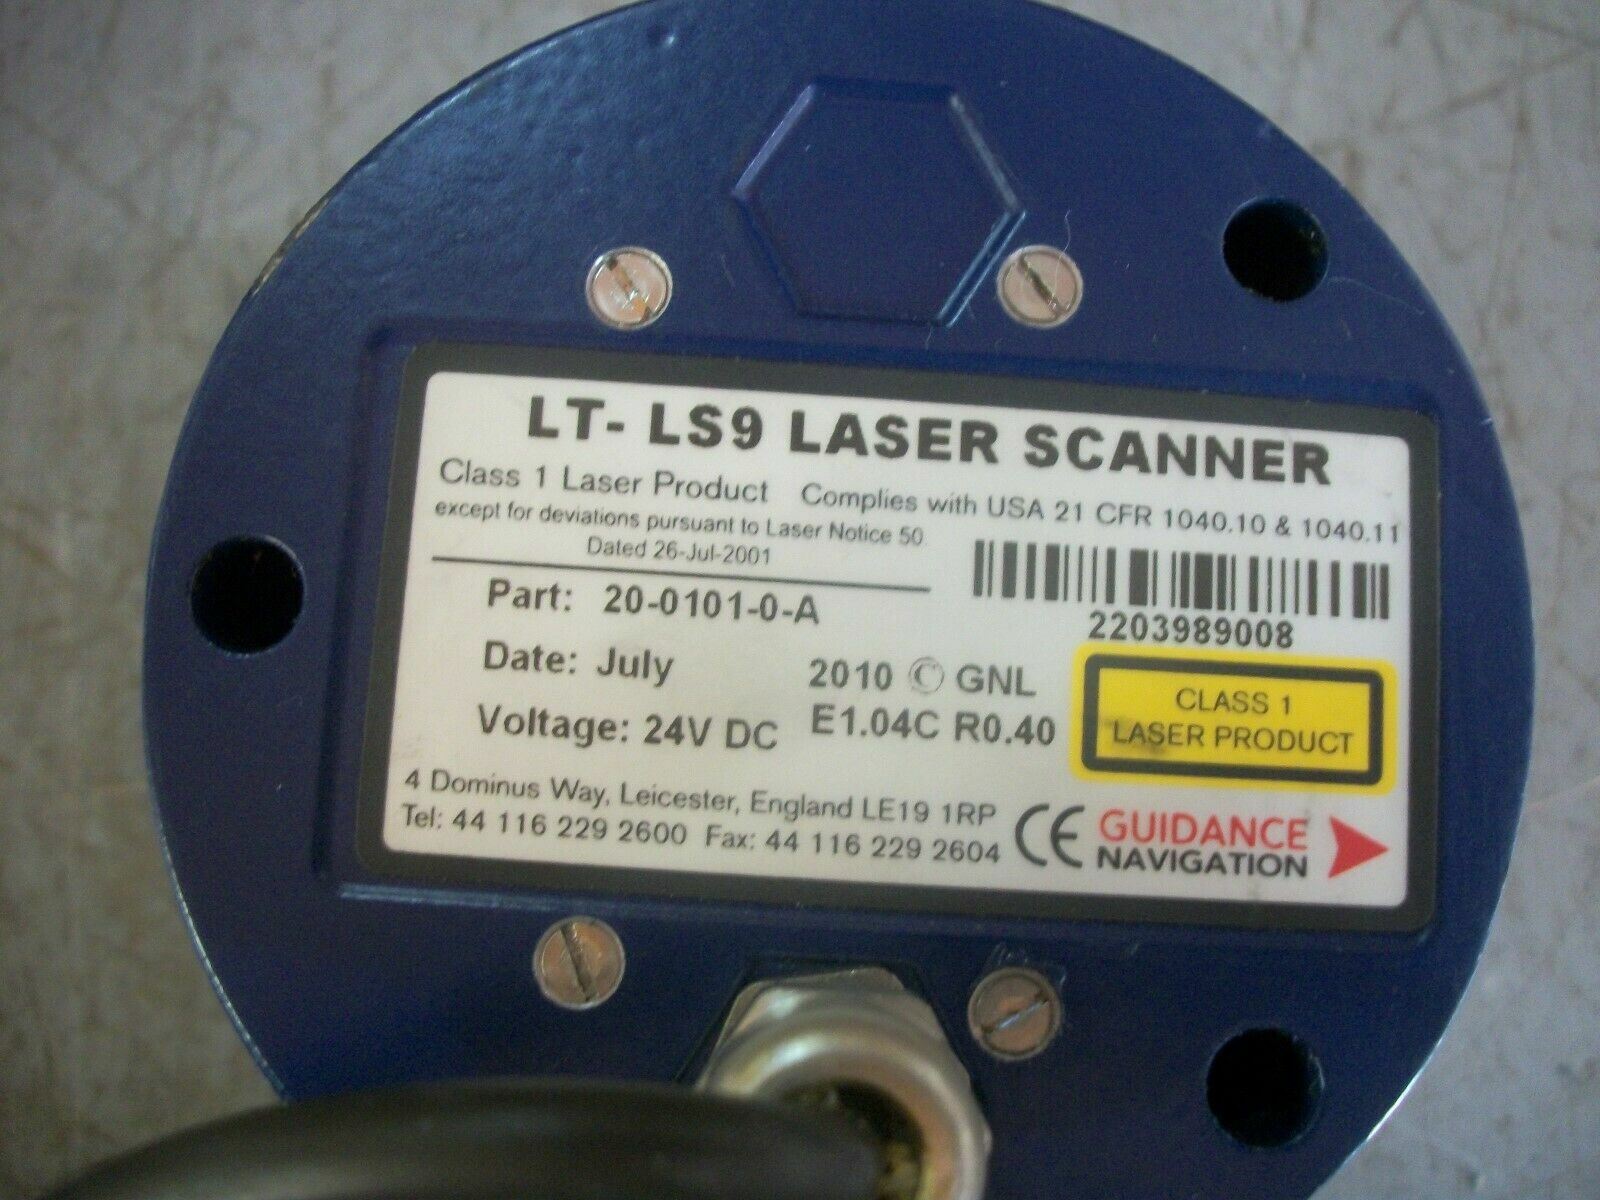 LT- LS9 LASER SCANNER
Class 1 Laser Product Complies with USA 21 CFR 1040.10 & 1040.11
except for deviations pursuant to Laser Notice 50.
Dated 26-Jul-2001
2203989008
Part: 20-0101-0-A
Date: July 2010 © GNL
Voltage: 24V DC E1.04C R0.40
CLASS 1
LASER PRODUCT
4 Dominus Way, Leicester, England LE19 1RP
Tel: 44 116 229 2600 Fax: 44 116 229 2604
CE
GUIDANCE
NAVIGATION